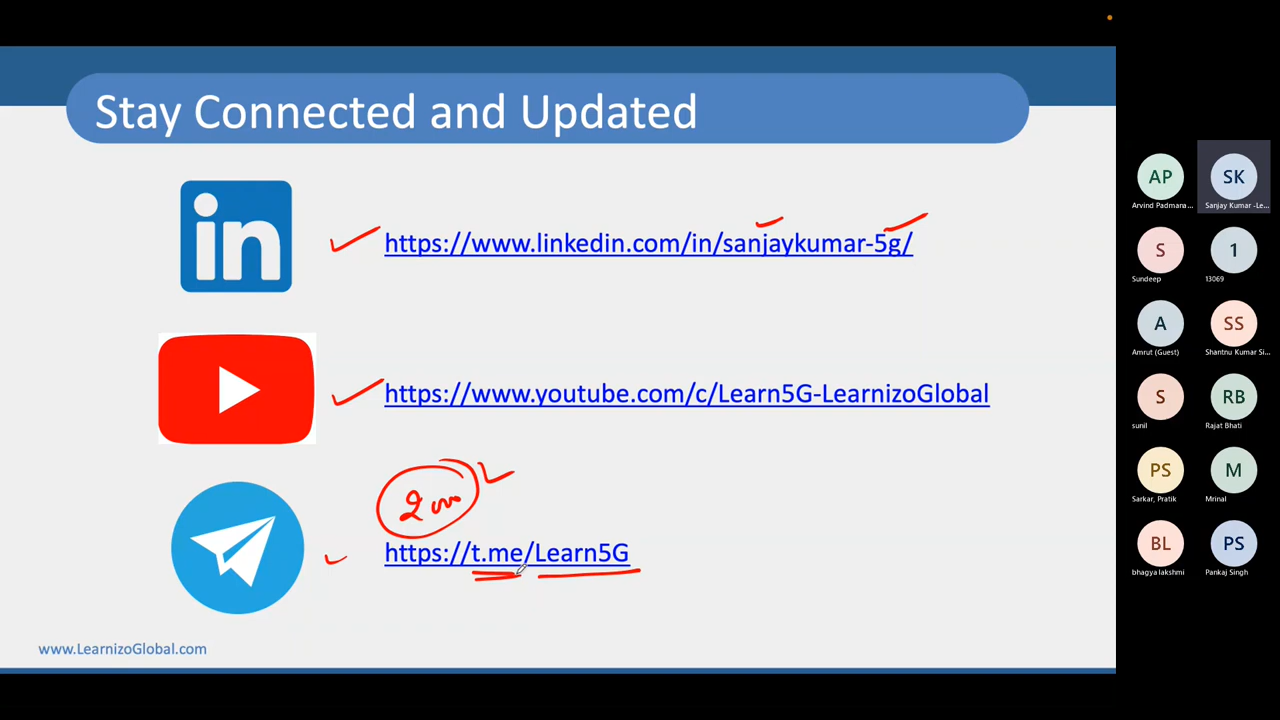 Stay Connected and Updated
in
https://www.linkedin.com/in/sanjaykumar-5g/
https://www.youtube.com/c/Learn5G-LearnizoGlobal
https://t.me/Learn5G
www.LearnizoGlobal.com
AP
Arvind Padmana...
SK
Sanjay Kumar -Le...
S
Sundeep
1
13069
A
Amrut (Guest)
SS
Shantnu Kumar Si...
S
sunil
RB
Rajat Bhati
PS
Sarkar, Pratik
M
Mrinal
BL
bhagya lakshmi
PS
Pankaj Singh